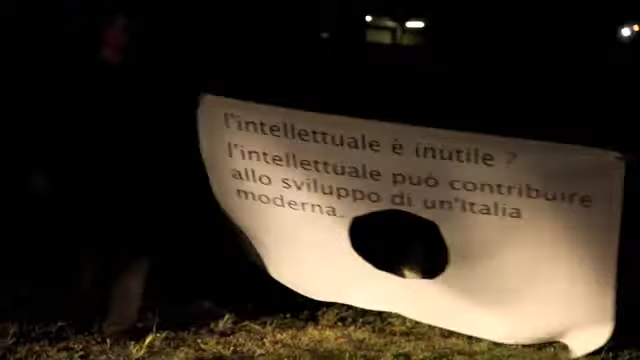 l'intellettuale è inutile ?
l'intellettuale può contribuire
allo sviluppo di un'Italia
moderna.